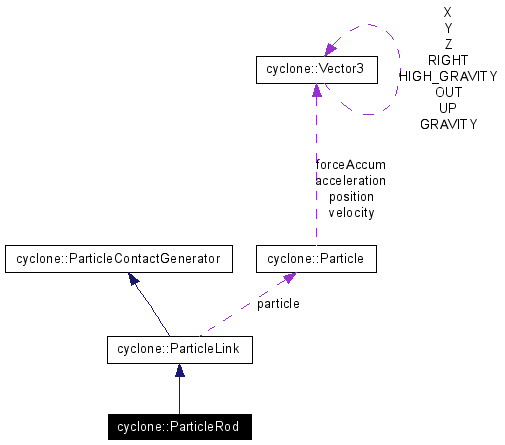 X
Y
Z
RIGHT
HIGH_GRAVITY
OUT
UP
GRAVITY
cyclone::Vector3
forceAccum
acceleration
position
velocity
cyclone::ParticleContactGenerator
cyclone::Particle
particle
cyclone::ParticleLink
cyclone::ParticleRod